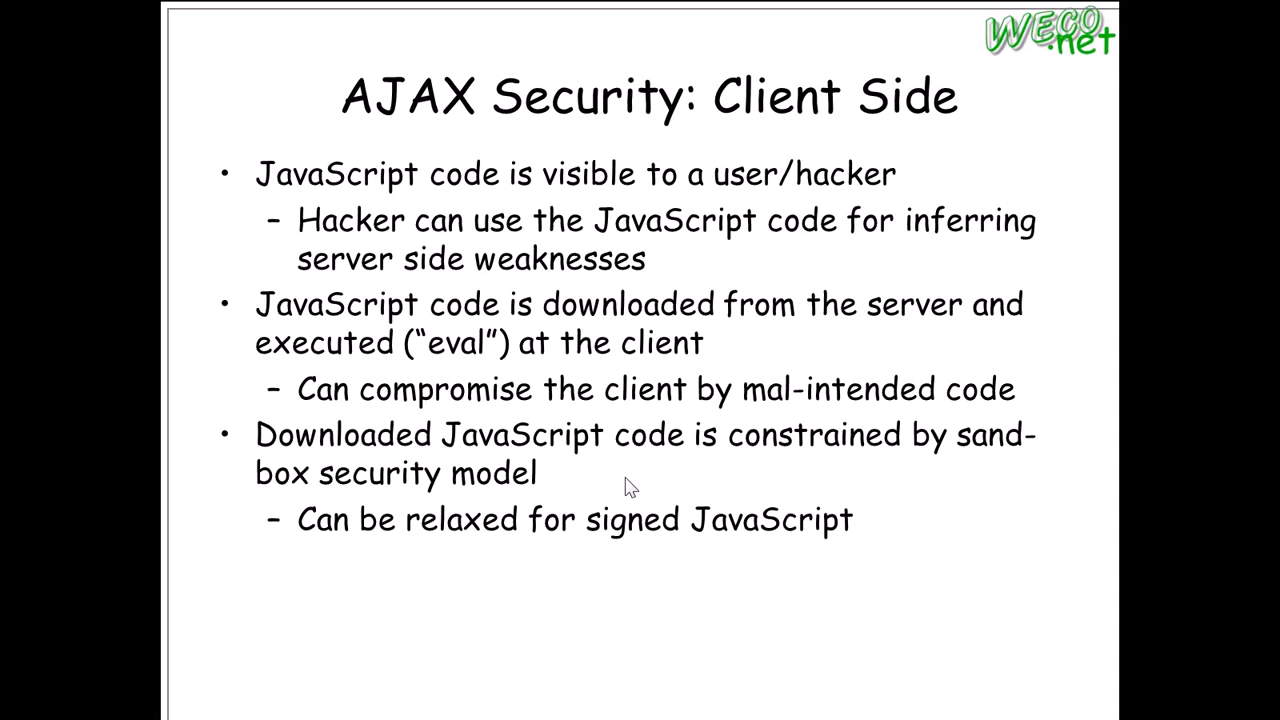 WECO
.net
AJAX Security: Client Side
• JavaScript code is visible to a user/hacker
– Hacker can use the JavaScript code for inferring
server side weaknesses
• JavaScript code is downloaded from the server and
executed (“eval”) at the client
– Can compromise the client by mal-intended code
• Downloaded JavaScript code is constrained by sand-
box security model
– Can be relaxed for signed JavaScript